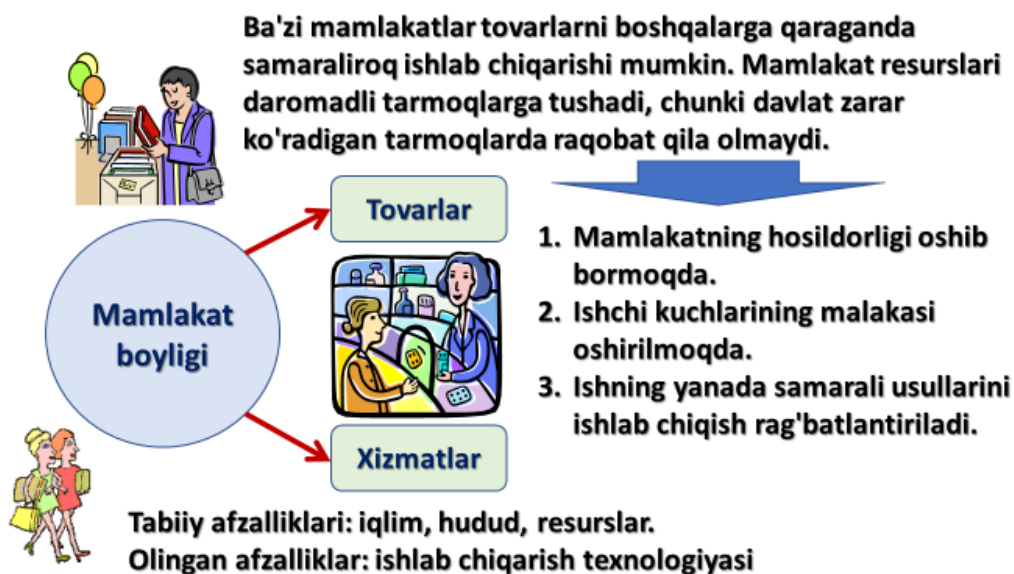 Ba'zi mamlakatlar tovarlarni boshqalarga qaraganda
samaraliroq ishlab chiqarishi mumkin. Mamlakat resurslari
daromadli tarmoqlarga tushadi, chunki davlat zarar
ko'radigan tarmoqlarda raqobat qila olmaydi.
Tovarlar
Mamlakat
boyligi
Xizmatlar
1. Mamlakatning hosildorligi oshib
bormoqda.
2. Ishchi kuchlarining malakasi
oshirilmoqda.
3. Ishning yanada samarali usullarini
ishlab chiqish rag'batlantiriladi.
Tabiiy afzalliklari: iqlim, hudud, resurslar.
Olingan afzalliklar: ishlab chiqarish texnologiyasi